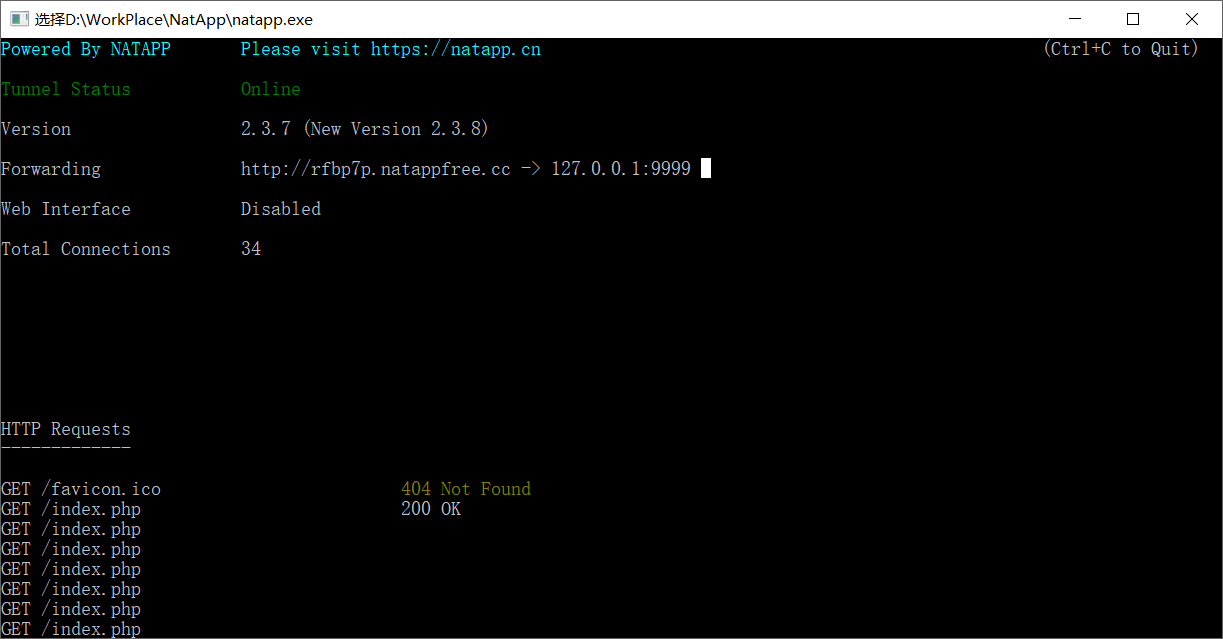 选择D:\WorkPlace\NatApp\natapp.exe
Powered By NATAPP Please visit https://natapp.cn (Ctrl+C to Quit)
Tunnel Status Online
Version 2.3.7 (New Version 2.3.8)
Forwarding http://rfbp7p.natappfree.cc -> 127.0.0.1:9999
Web Interface Disabled
Total Connections 34
HTTP Requests
-------------
GET /favicon.ico 404 Not Found
GET /index.php 200 OK
GET /index.php
GET /index.php
GET /index.php
GET /index.php
GET /index.php
GET /index.php